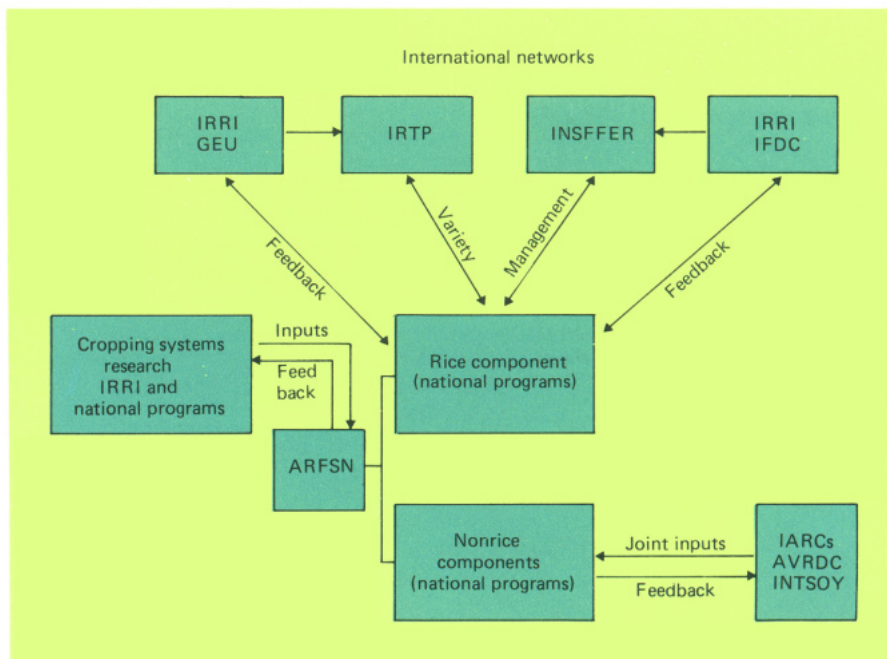 International networks
IRRI
GEU
IRTP
INSFFER
IRRI
IFDC
Feedback
Variety
Management
Feedback
Cropping systems
research
IRRI and
national programs
Inputs
Feed
back
Rice component
(national programs)
ARFSN
Nonrice
components
(national programs)
Joint inputs
Feedback
IARCs
AVRDC
INTSOY